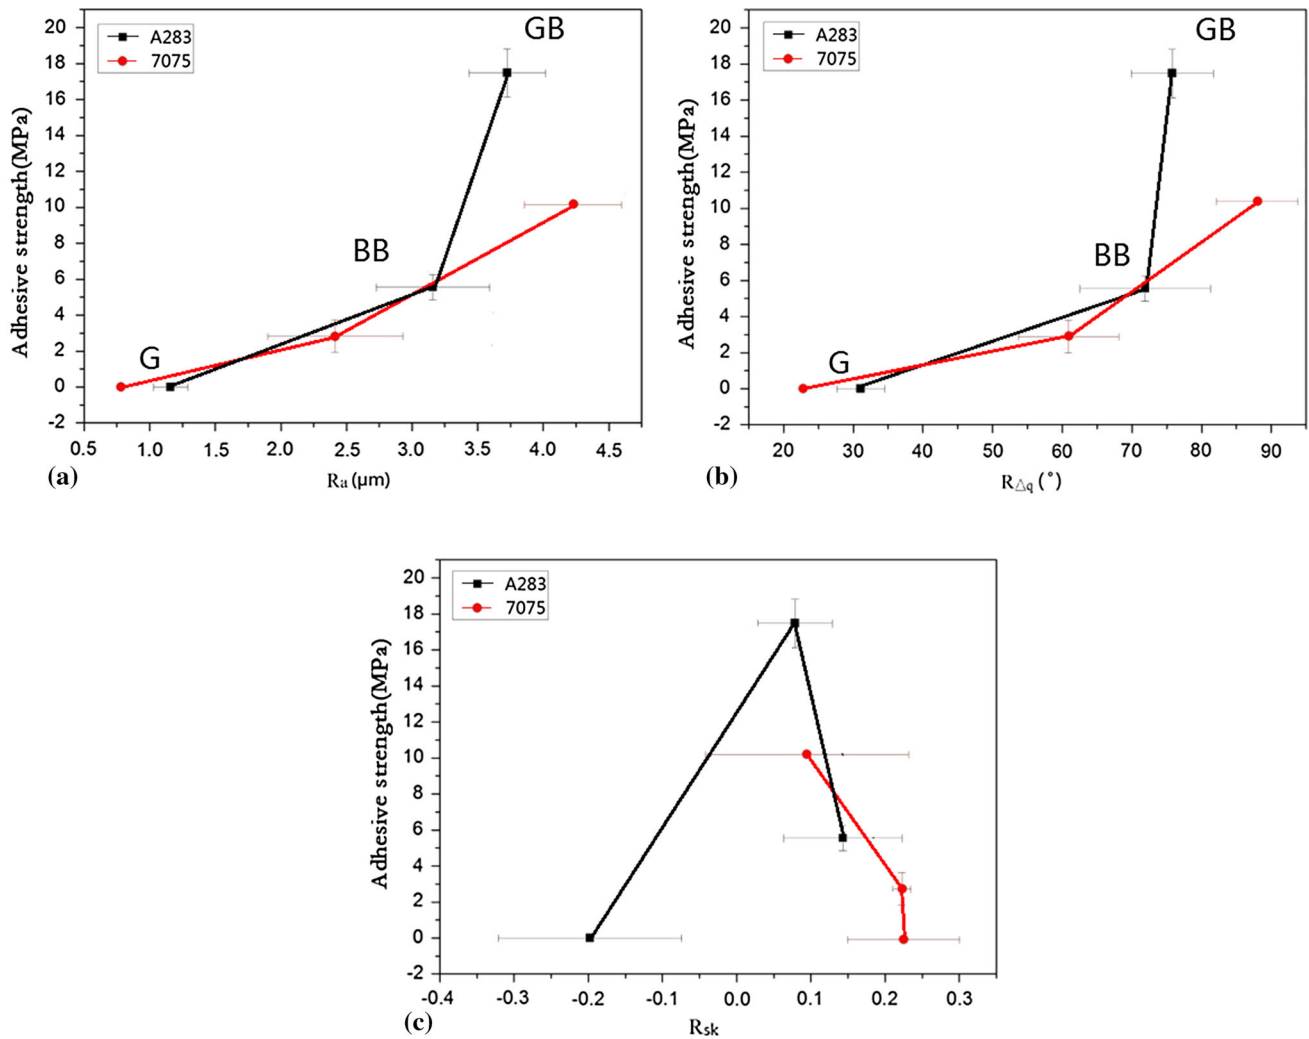 20
18
16
14
12
10
8
6
4
2
0
-2
Adhesive strength(MPa)
A283
7075
GB
BB
G
0.5 1.0 1.5 2.0 2.5 3.0 3.5 4.0 4.5
Ra (μm)
(a)
20
18
16
14
12
10
8
6
4
2
0
-2
Adhesive strength(MPa)
A283
7075
GB
BB
G
20 30 40 50 60 70 80 90
R△q (°)
(b)
20
18
16
14
12
10
8
6
4
2
0
-2
Adhesive strength(MPa)
A283
7075
-0.4 -0.3 -0.2 -0.1 0.0 0.1 0.2 0.3
Rsk
(c)